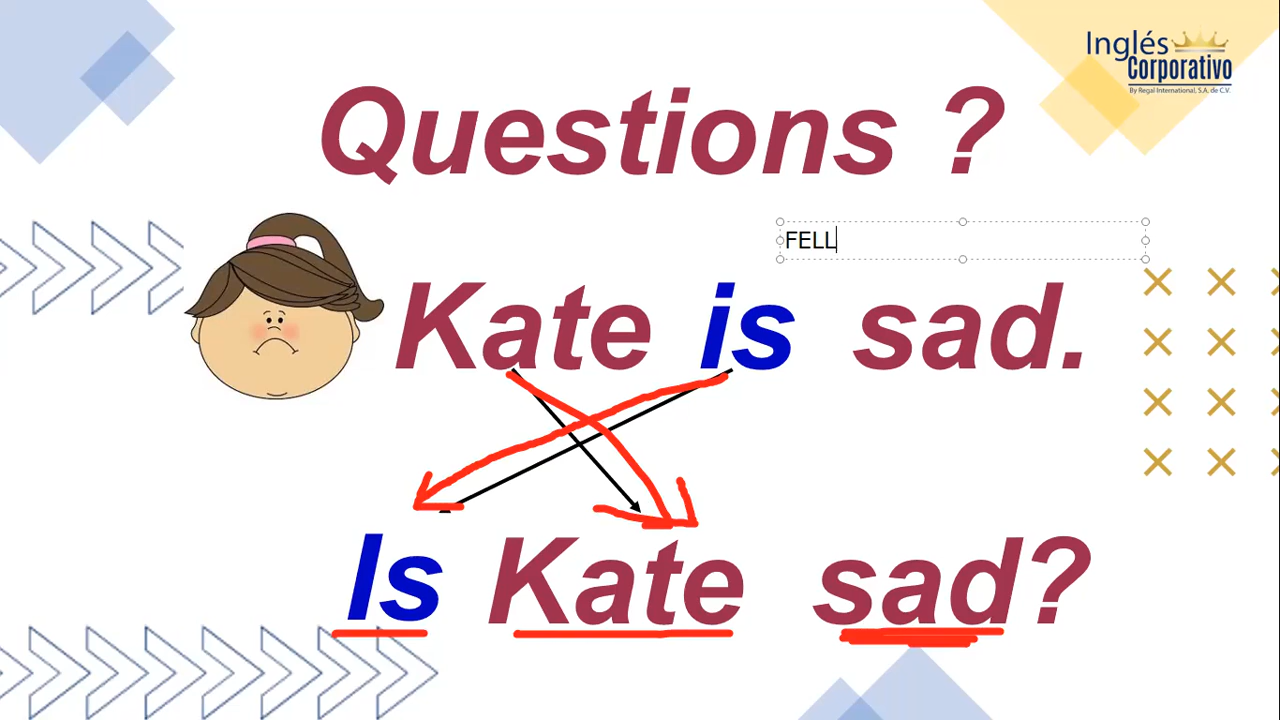 Inglés
Corporativo
By Regal International, S.A. de C.V.
Questions ?
FELL
Kate is sad.
Is Kate sad?